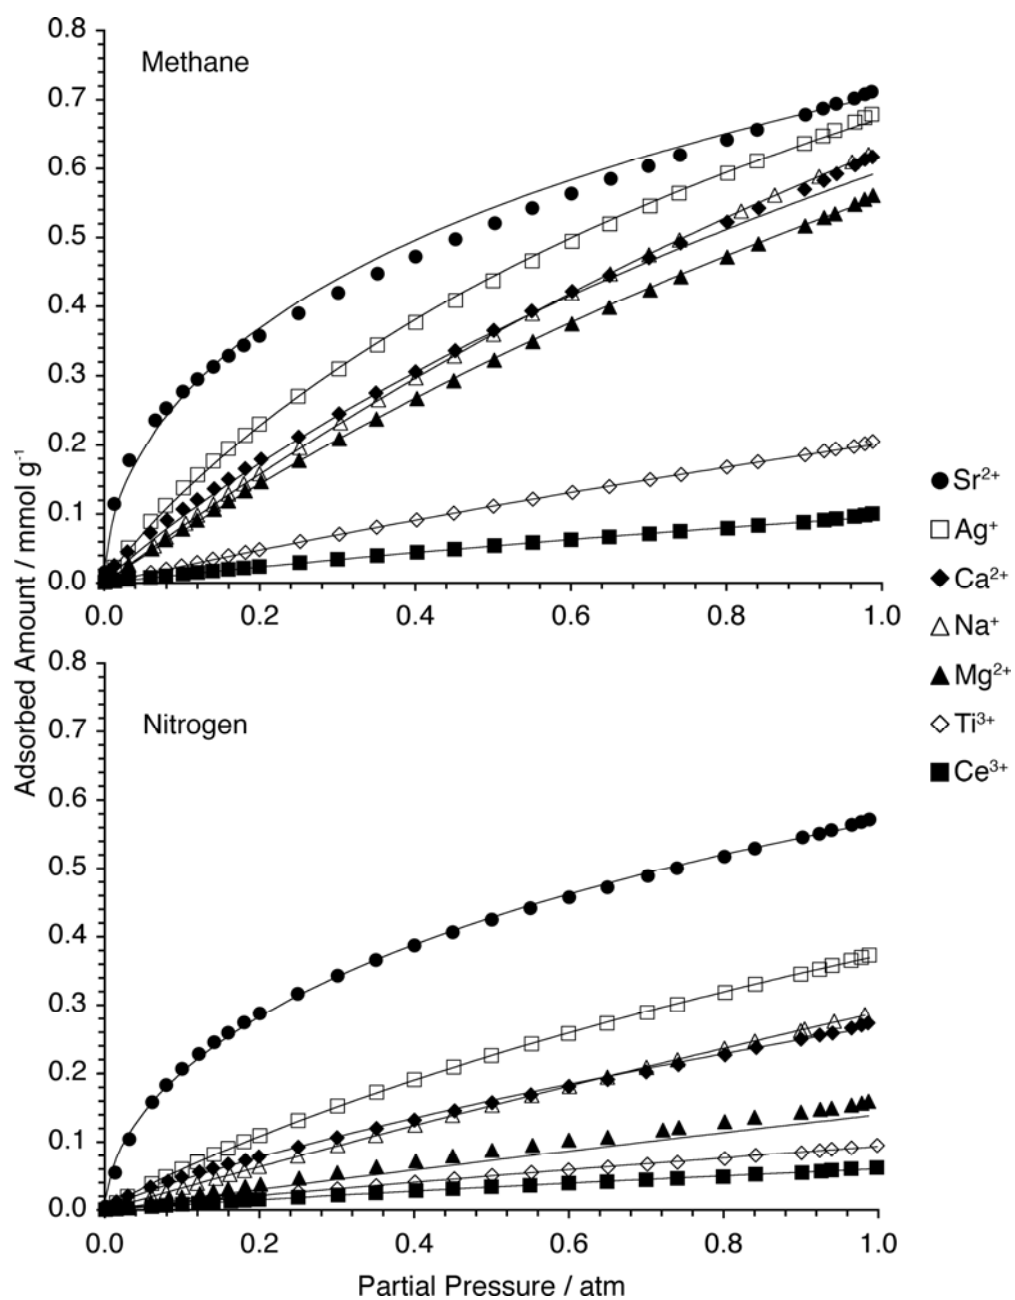 0.8
Methane
0.7
0.6
0.5
0.4
0.3
0.2
0.1
0.0
0.0 0.2 0.4 0.6 0.8 1.0
Adsorbed Amount / mmol g⁻¹
0.8
Nitrogen
0.7
0.6
0.5
0.4
0.3
0.2
0.1
0.0
0.0 0.2 0.4 0.6 0.8 1.0
Partial Pressure / atm
Sr²⁺
Ag⁺
Ca²⁺
Na⁺
Mg²⁺
Ti³⁺
Ce³⁺